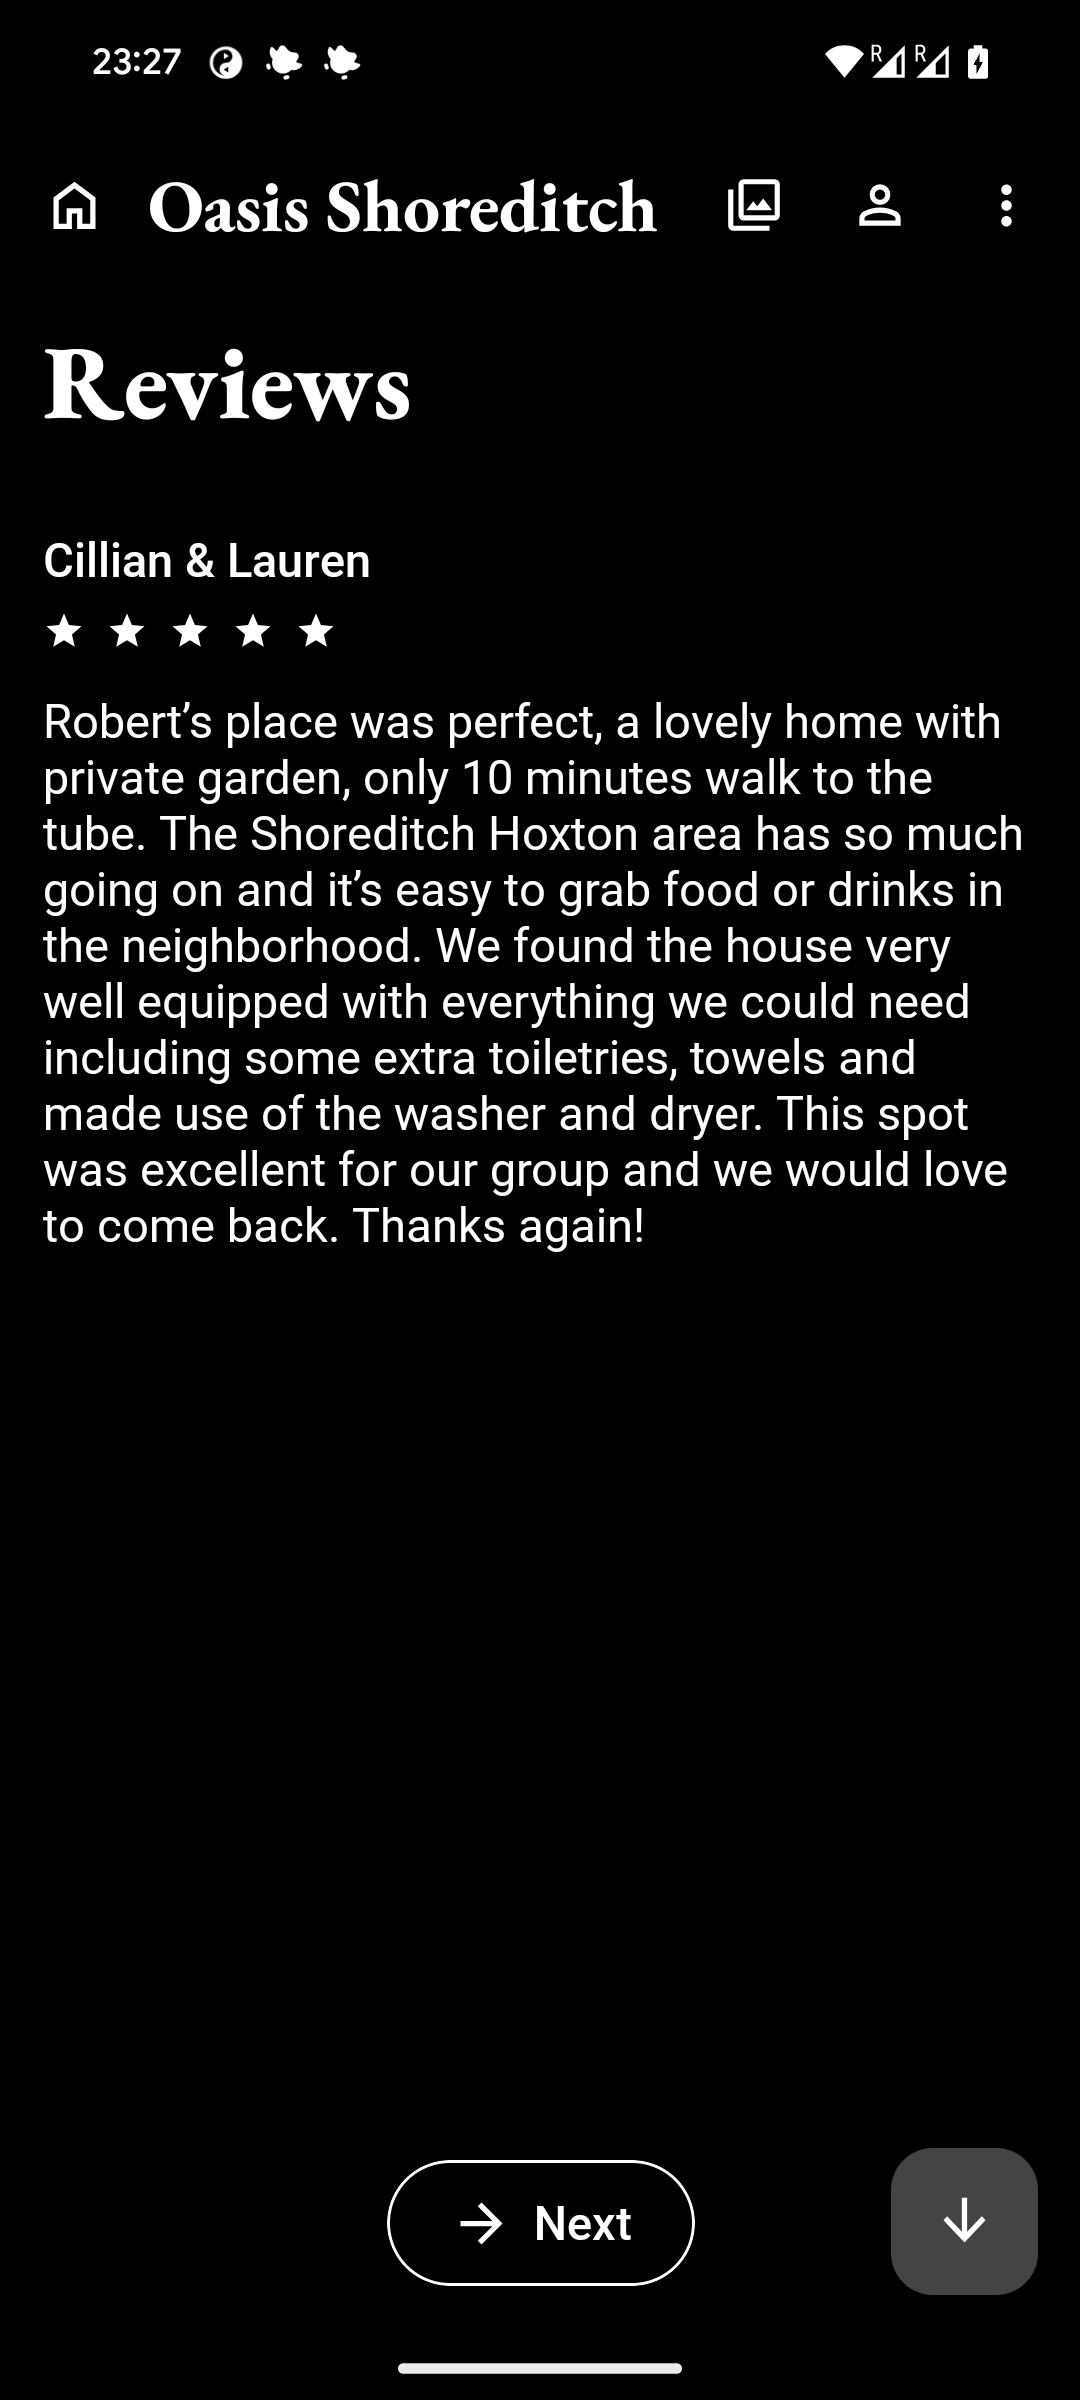 23:27
R R
Oasis Shoreditch
Reviews
Cillian & Lauren
Robert’s place was perfect, a lovely home with
private garden, only 10 minutes walk to the
tube. The Shoreditch Hoxton area has so much
going on and it’s easy to grab food or drinks in
the neighborhood. We found the house very
well equipped with everything we could need
including some extra toiletries, towels and
made use of the washer and dryer. This spot
was excellent for our group and we would love
to come back. Thanks again!
Next